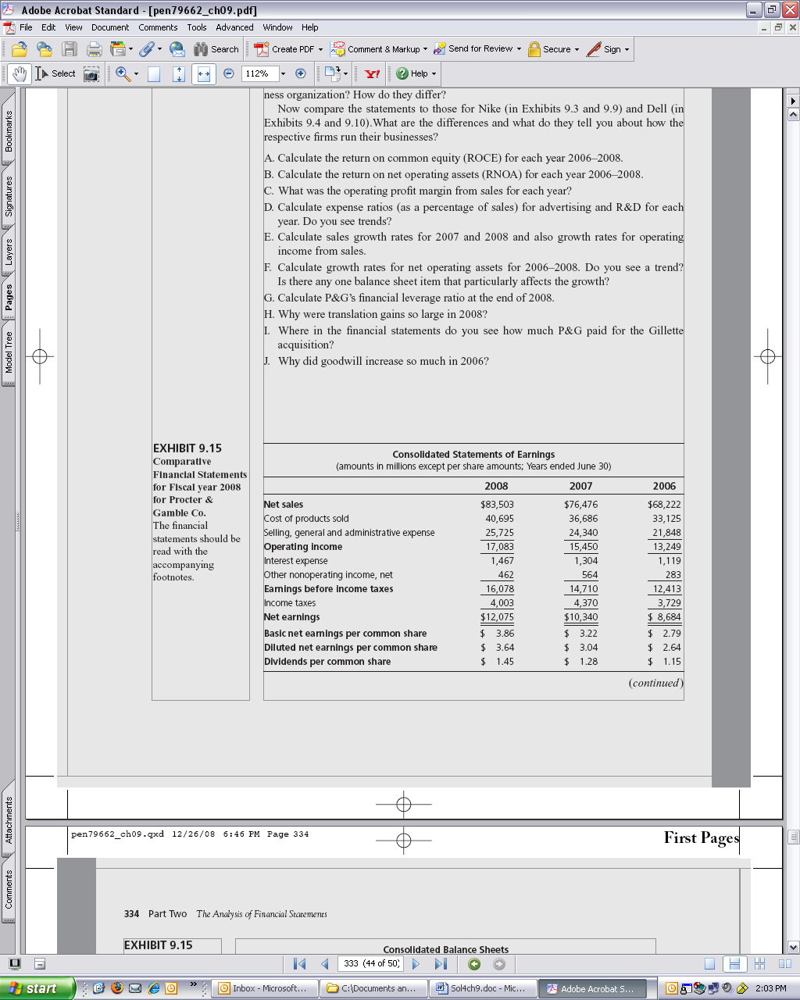 Adobe Acrobat Standard - [pen79662_ch09.pdf]
File Edit View Document Comments Tools Advanced Window Help
Search Create PDF Comment & Markup Send for Review Secure Sign
Select 112% Y! Help
Bookmarks
Signatures
Layers
Pages
Model Tree
Attachments
Comments
ness organization? How do they differ?
Now compare the statements to those for Nike (in Exhibits 9.3 and 9.9) and Dell (in
Exhibits 9.4 and 9.10).What are the differences and what do they tell you about how the
respective firms run their businesses?
A. Calculate the return on common equity (ROCE) for each year 2006–2008.
B. Calculate the return on net operating assets (RNOA) for each year 2006–2008.
C. What was the operating profit margin from sales for each year?
D. Calculate expense ratios (as a percentage of sales) for advertising and R&D for each
year. Do you see trends?
E. Calculate sales growth rates for 2007 and 2008 and also growth rates for operating
income from sales.
F. Calculate growth rates for net operating assets for 2006–2008. Do you see a trend?
Is there any one balance sheet item that particularly affects the growth?
G. Calculate P&G’s financial leverage ratio at the end of 2008.
H. Why were translation gains so large in 2008?
I. Where in the financial statements do you see how much P&G paid for the Gillette
acquisition?
J. Why did goodwill increase so much in 2006?
EXHIBIT 9.15
Comparative
Financial Statements
for Fiscal year 2008
for Procter &
Gamble Co.
The financial
statements should be
read with the
accompanying
footnotes.
Consolidated Statements of Earnings
(amounts in millions except per share amounts; Years ended June 30)
2008 2007 2006
Net sales $83,503 $76,476 $68,222
Cost of products sold 40,695 36,686 33,125
Selling, general and administrative expense 25,725 24,340 21,848
Operating income 17,083 15,450 13,249
Interest expense 1,467 1,304 1,119
Other nonoperating income, net 462 564 283
Earnings before income taxes 16,078 14,710 12,413
Income taxes 4,003 4,370 3,729
Net earnings $12,075 $10,340 $ 8,684
Basic net earnings per common share $ 3.86 $ 3.22 $ 2.79
Diluted net earnings per common share $ 3.64 $ 3.04 $ 2.64
Dividends per common share $ 1.45 $ 1.28 $ 1.15
(continued)
pen79662_ch09.qxd 12/26/08 6:46 PM Page 334
First Pages
334 Part Two The Analysis of Financial Statements
EXHIBIT 9.15
Consolidated Balance Sheets
333 (44 of 50)
start Inbox - Microsoft... C:\Documents an... Sol4ch9.doc - Mic... Adobe Acrobat S... 2:03 PM